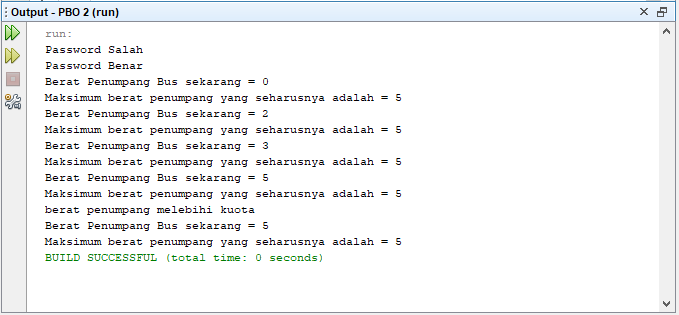 Output - PBO 2 (run)
run:
Password Salah
Password Benar
Berat Penumpang Bus sekarang = 0
Maksimum berat penumpang yang seharusnya adalah = 5
Berat Penumpang Bus sekarang = 2
Maksimum berat penumpang yang seharusnya adalah = 5
Berat Penumpang Bus sekarang = 3
Maksimum berat penumpang yang seharusnya adalah = 5
Berat Penumpang Bus sekarang = 5
Maksimum berat penumpang yang seharusnya adalah = 5
berat penumpang melebihi kuota
Berat Penumpang Bus sekarang = 5
Maksimum berat penumpang yang seharusnya adalah = 5
BUILD SUCCESSFUL (total time: 0 seconds)